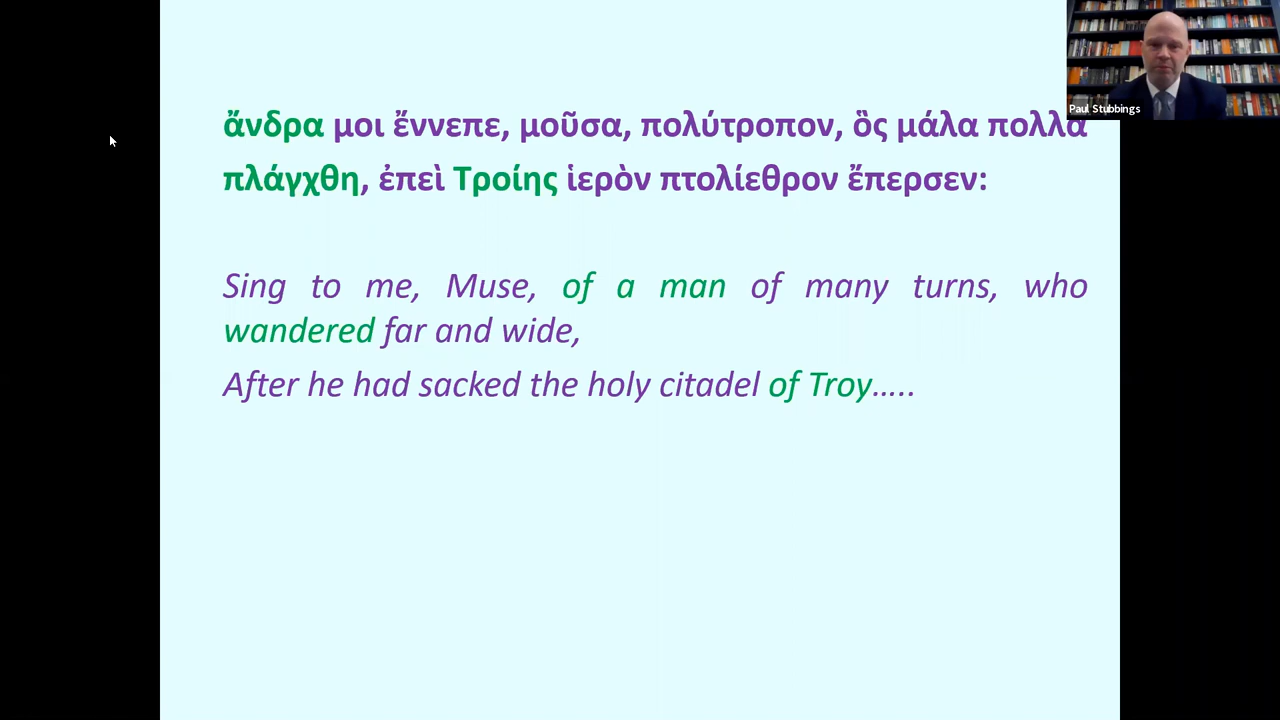 ἄνδρα μοι ἔννεπε, μοῦσα, πολύτροπον, ὃς μάλα πολλὰ
πλάγχθη, ἐπεὶ Τροίης ἱερὸν πτολίεθρον ἔπερσεν:
Sing to me, Muse, of a man of many turns, who
wandered far and wide,
After he had sacked the holy citadel of Troy…..
Paul Stubbings